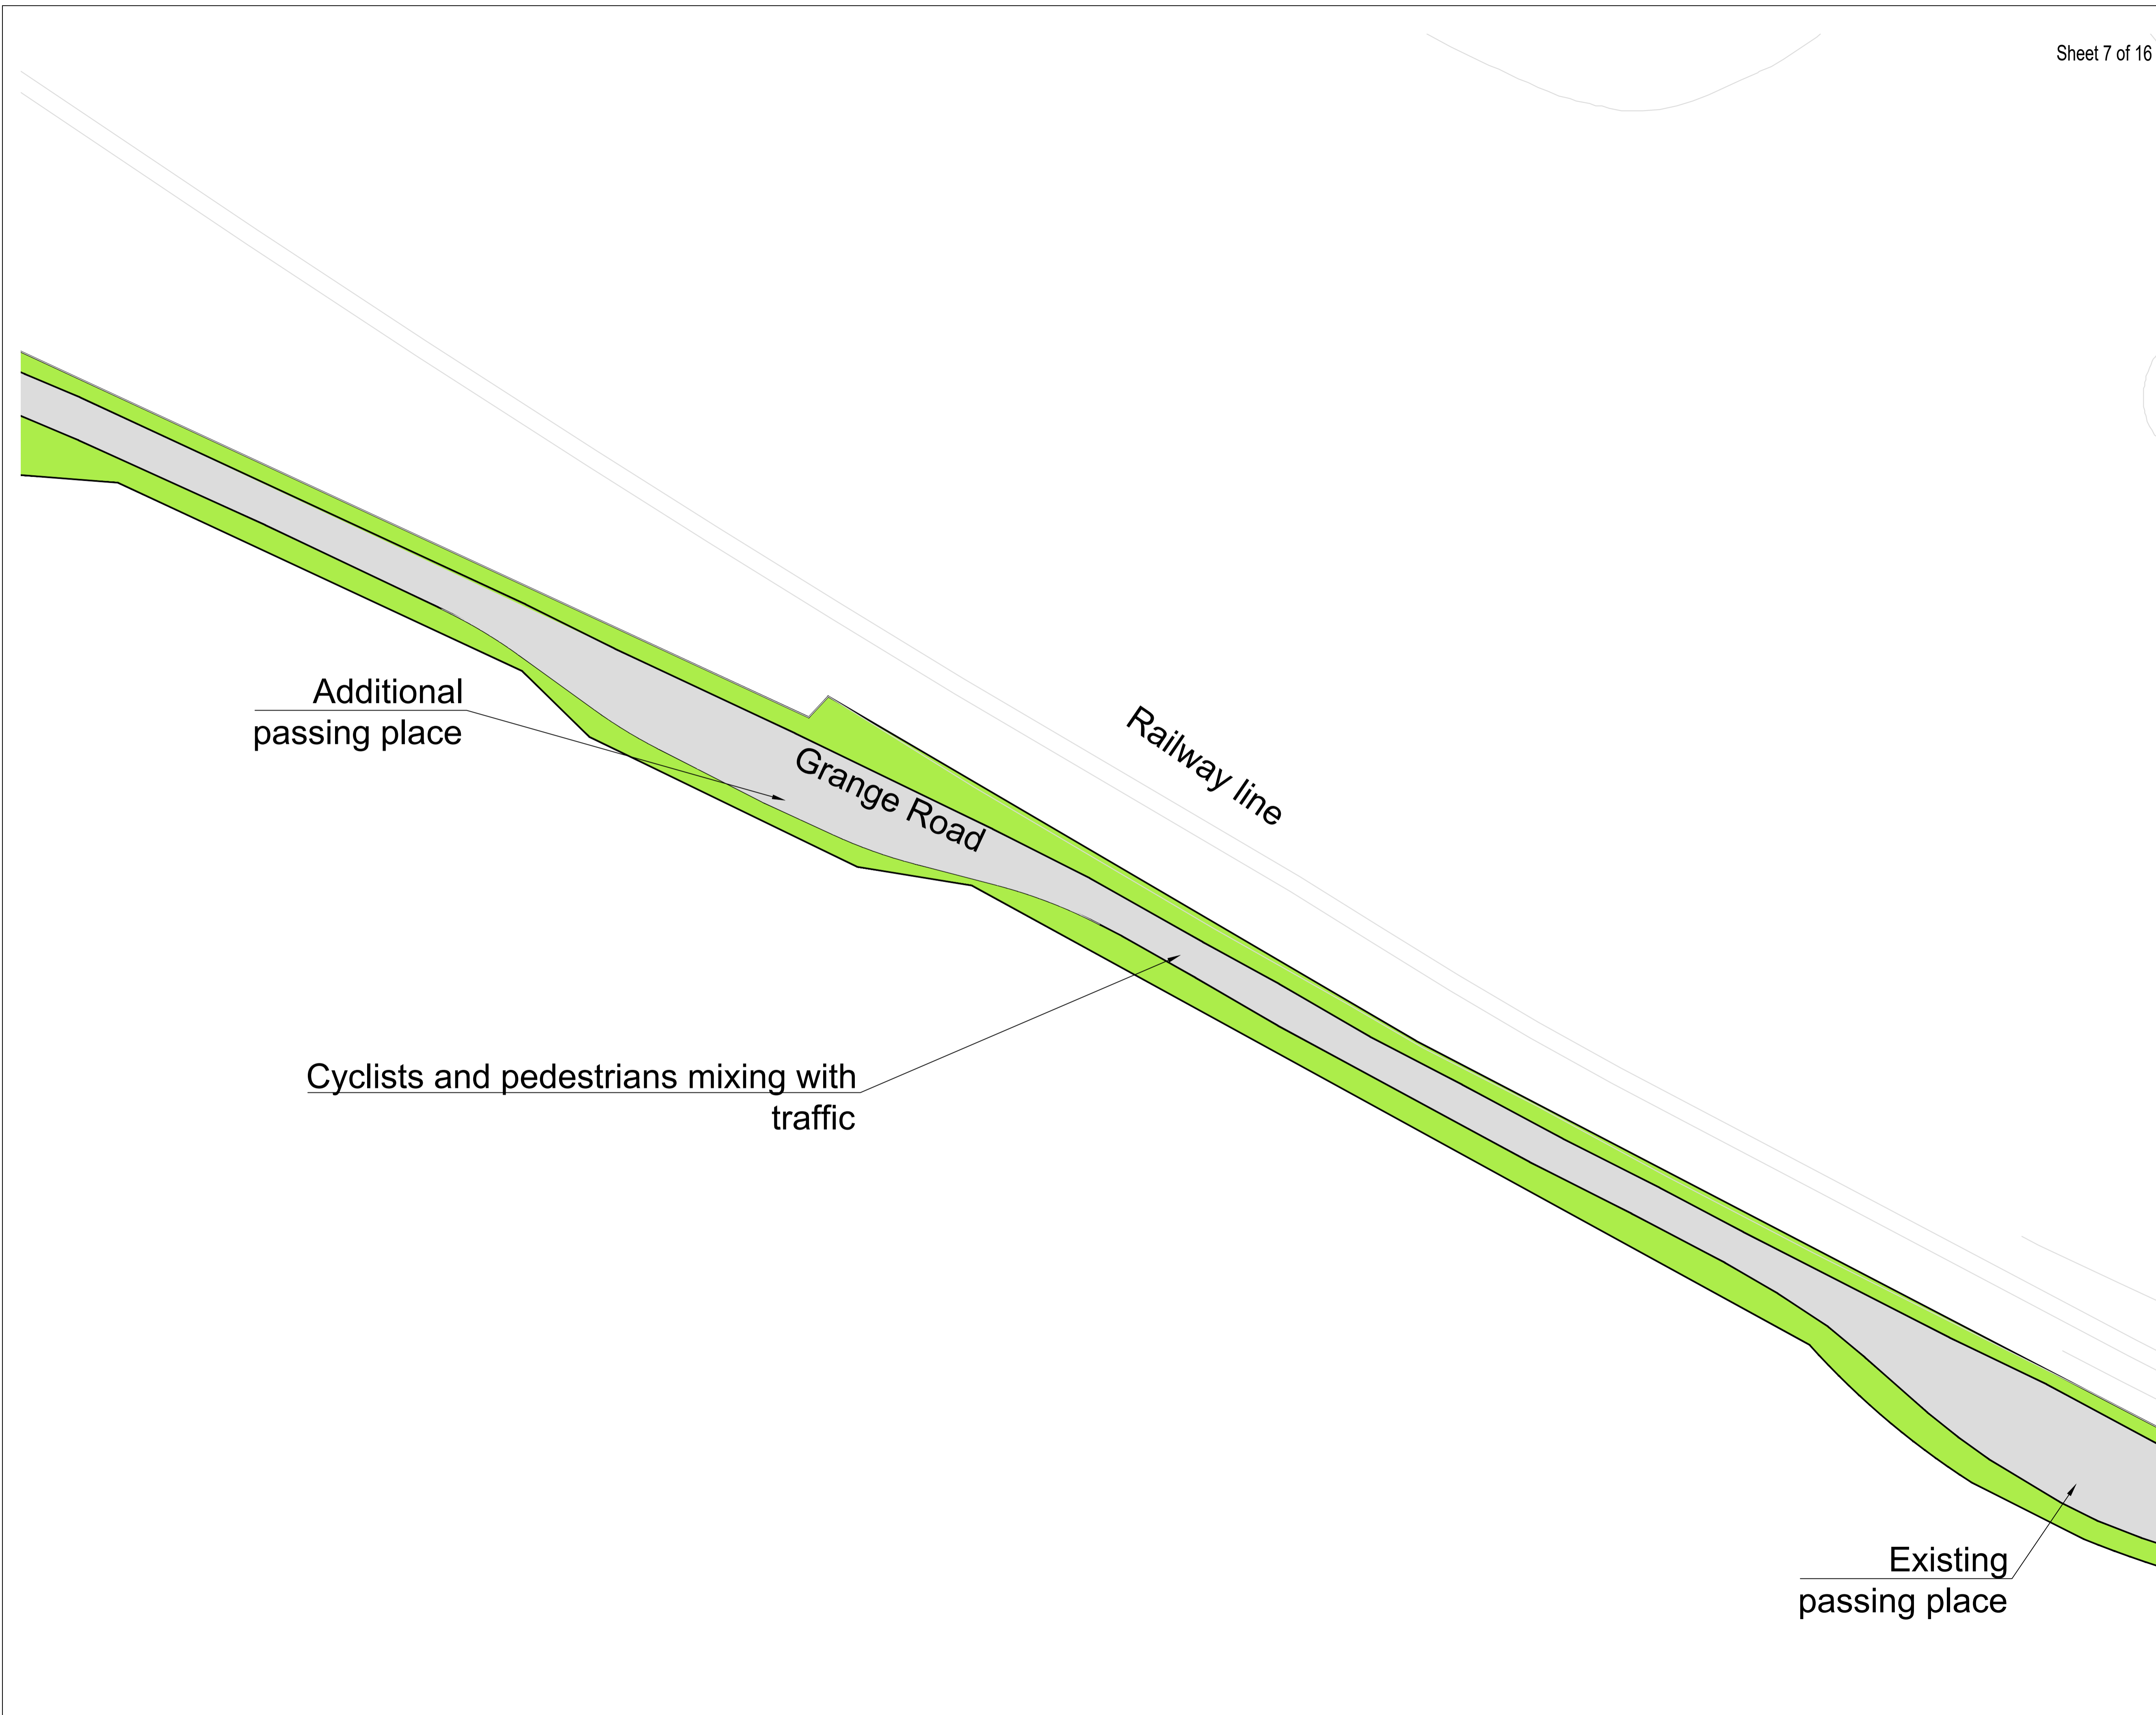 Sheet 7 of 16
Additional
passing place
Grange Road
Railway line
Cyclists and pedestrians mixing with
traffic
Existing
passing place